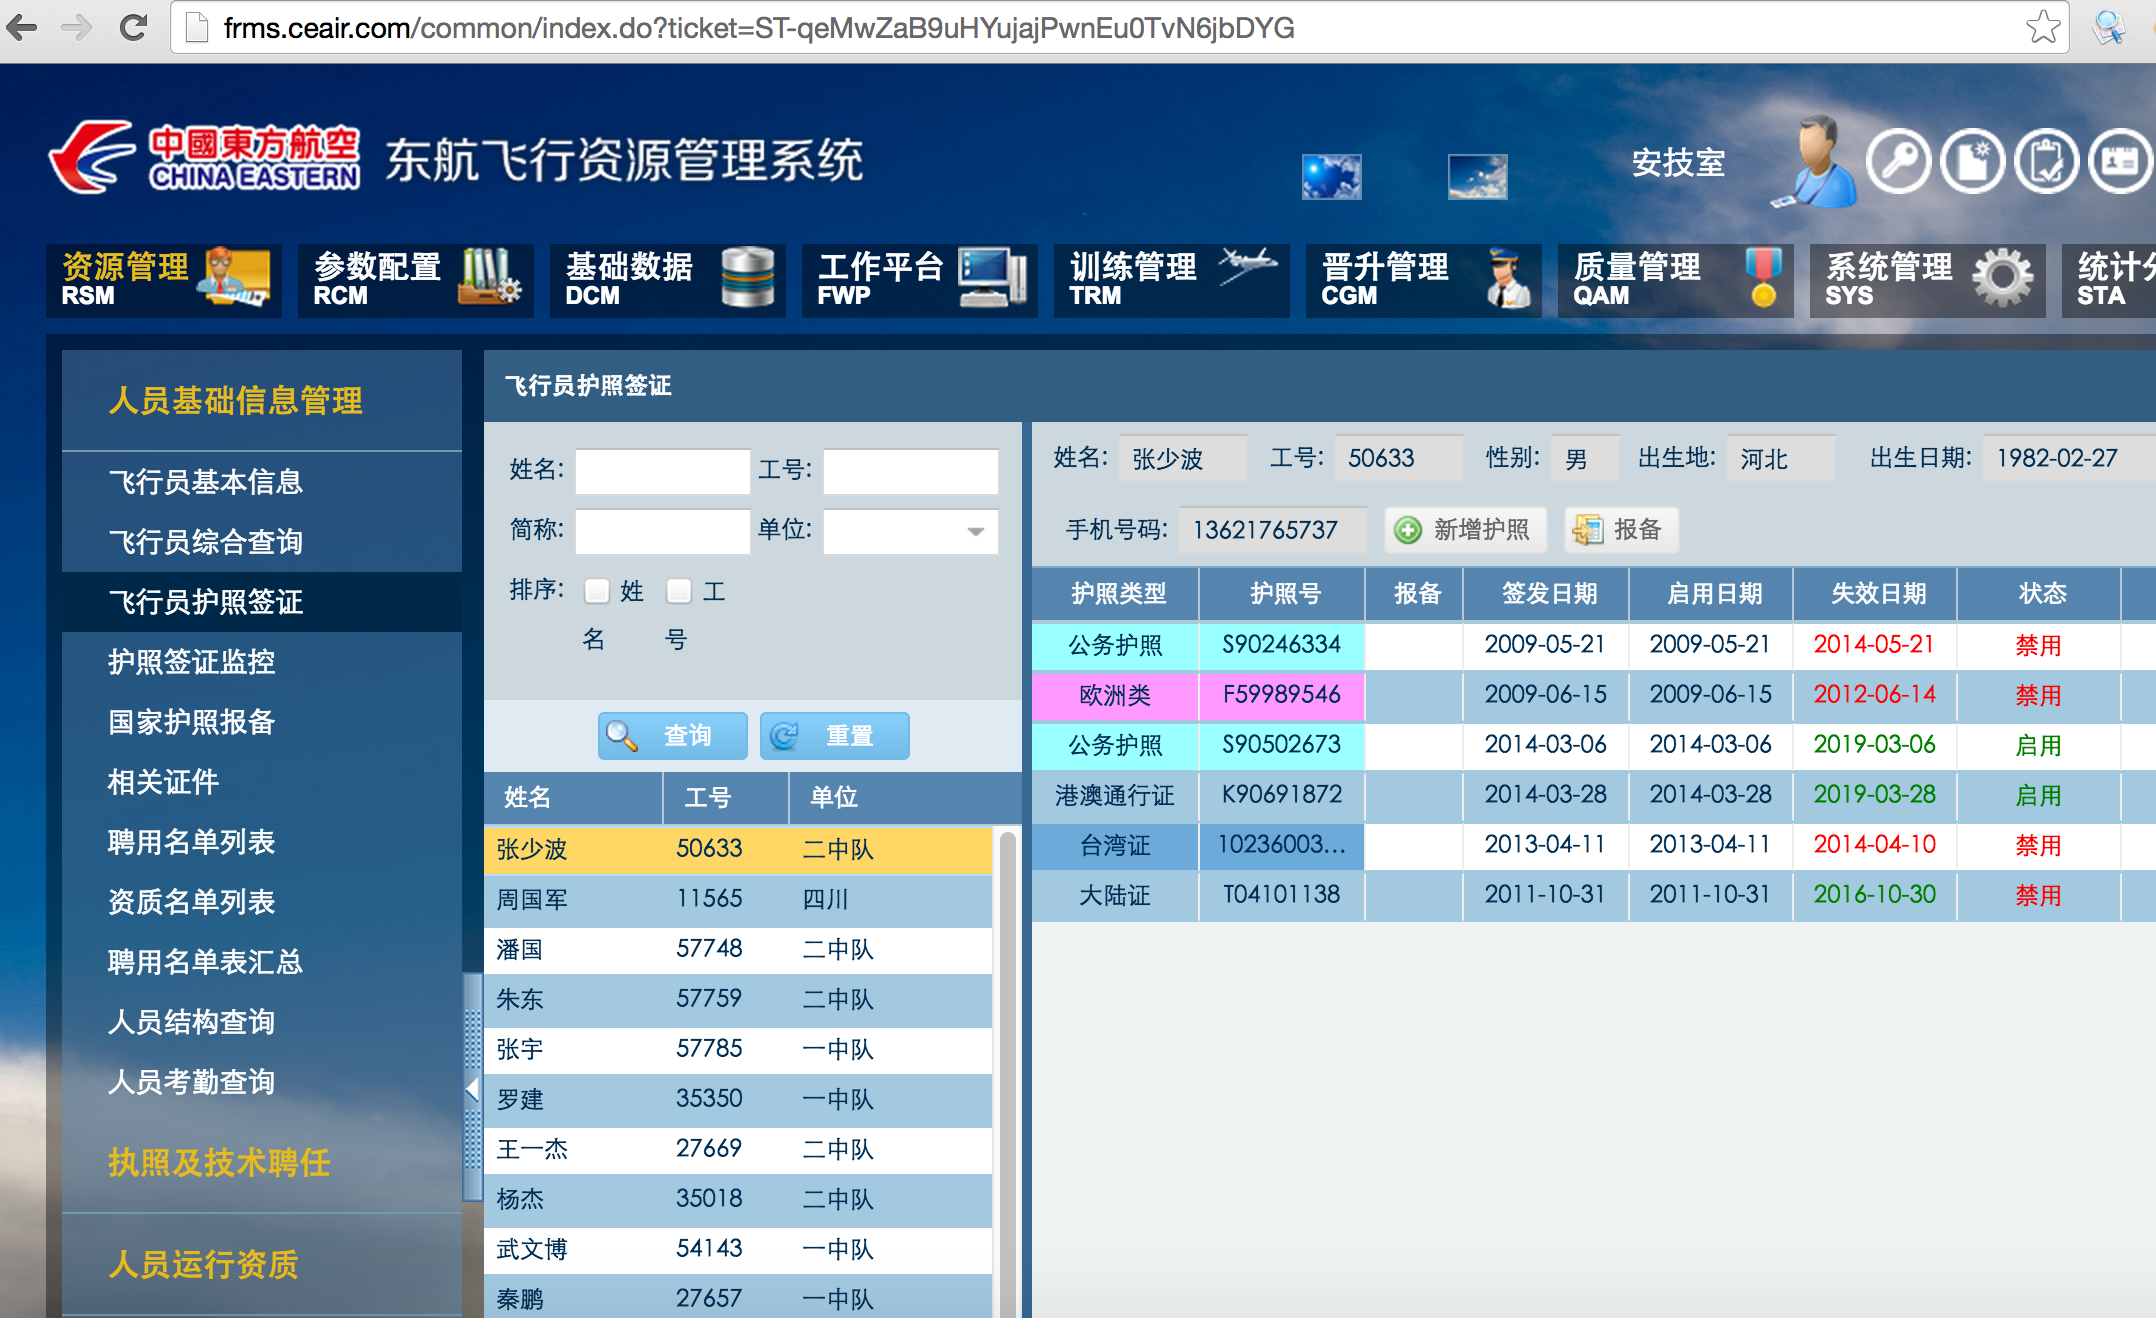 frms.ceair.com/common/index.do?ticket=ST-qeMwZaB9uHYujajPwnEu0TvN6jbDYG
中國東方航空
CHINA EASTERN
东航飞行资源管理系统
安技室
资源管理
RSM
参数配置
RCM
基础数据
DCM
工作平台
FWP
训练管理
TRM
晋升管理
CGM
质量管理
QAM
系统管理
SYS
统计分
STA
人员基础信息管理
飞行员基本信息
飞行员综合查询
飞行员护照签证
护照签证监控
国家护照报备
相关证件
聘用名单列表
资质名单列表
聘用名单表汇总
人员结构查询
人员考勤查询
执照及技术聘任
人员运行资质
飞行员护照签证
姓名: 工号:
简称: 单位:
排序: 姓名 工号
查询 重置
姓名 工号 单位
张少波 50633 二中队
周国军 11565 四川
潘国 57748 二中队
朱东 57759 二中队
张宇 57785 一中队
罗建 35350 一中队
王一杰 27669 二中队
杨杰 35018 二中队
武文博 54143 一中队
秦鹏 27657 一中队
姓名: 张少波 工号: 50633 性别: 男 出生地: 河北 出生日期: 1982-02-27
手机号码: 13621765737 新增护照 报备
护照类型 护照号 报备 签发日期 启用日期 失效日期 状态
公务护照 S90246334 2009-05-21 2009-05-21 2014-05-21 禁用
欧洲类 F59989546 2009-06-15 2009-06-15 2012-06-14 禁用
公务护照 S90502673 2014-03-06 2014-03-06 2019-03-06 启用
港澳通行证 K90691872 2014-03-28 2014-03-28 2019-03-28 启用
台湾证 10236003... 2013-04-11 2013-04-11 2014-04-10 禁用
大陆证 T04101138 2011-10-31 2011-10-31 2016-10-30 禁用